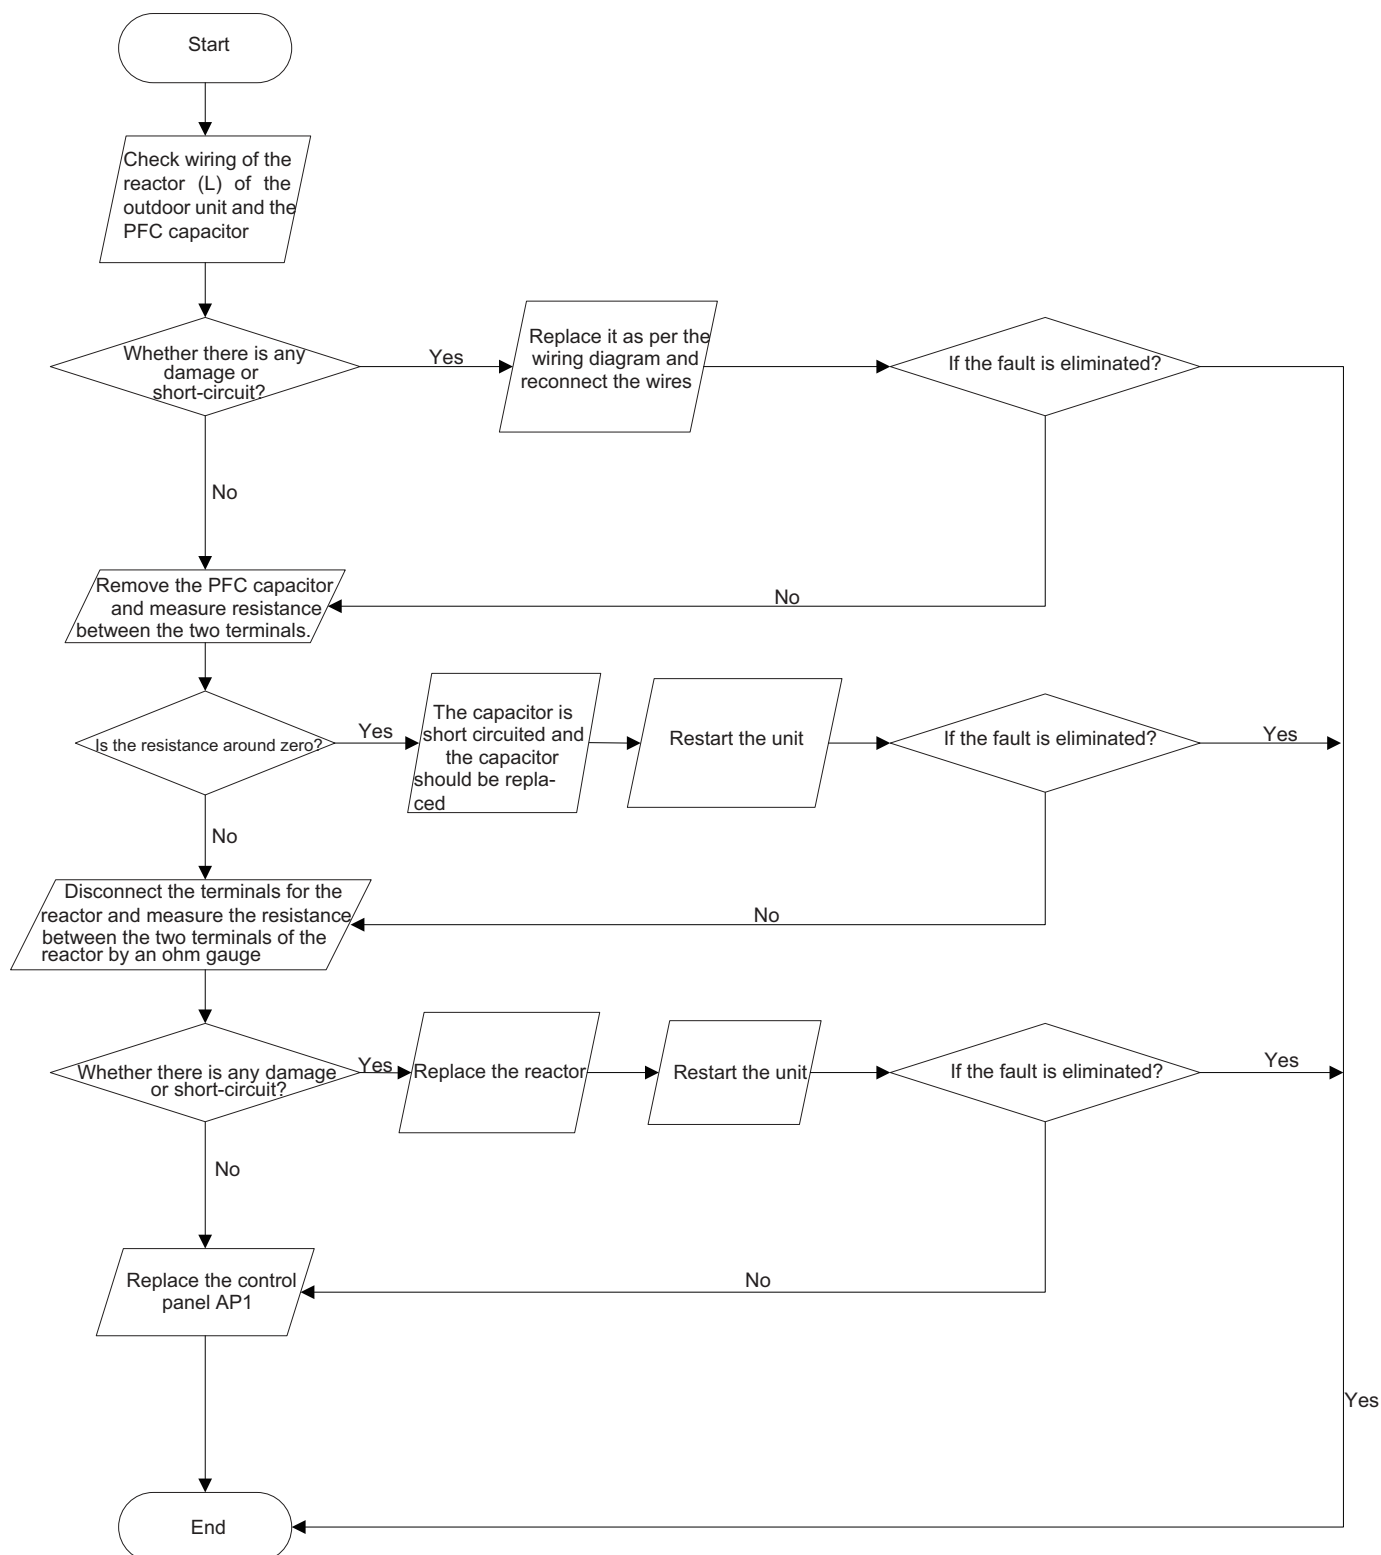 Start
Check wiring of the
reactor (L) of the
outdoor unit and the
PFC capacitor
Whether there is any
damage or
short-circuit?
Yes
Replace it as per the
wiring diagram and
reconnect the wires
If the fault is eliminated?
No
Remove the PFC capacitor
and measure resistance
between the two terminals.
No
Is the resistance around zero?
Yes
The capacitor is
short circuited and
the capacitor
should be repla-
ced
Restart the unit
If the fault is eliminated?
Yes
No
Disconnect the terminals for the
reactor and measure the resistance
between the two terminals of the
reactor by an ohm gauge
No
Whether there is any damage
or short-circuit?
Yes
Replace the reactor
Restart the unit
If the fault is eliminated?
Yes
No
Replace the control
panel AP1
No
Yes
End